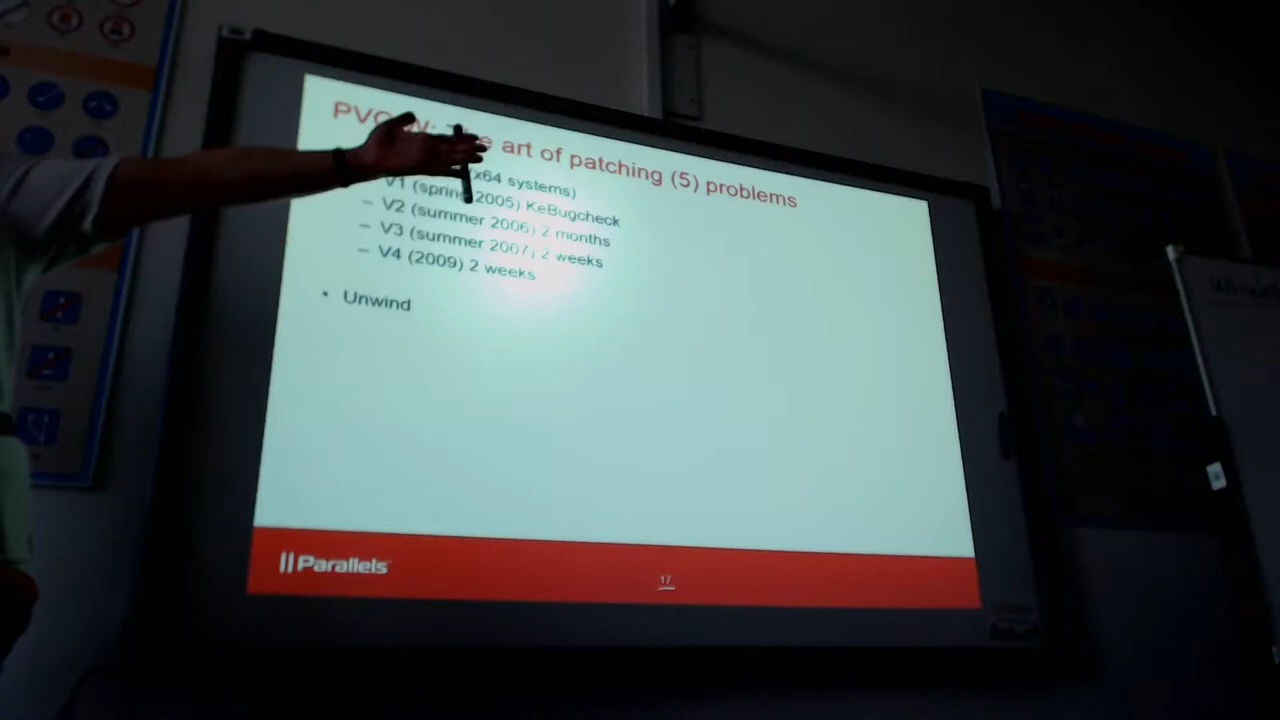 art of patching (5) problems
(x64 systems)
V1 (spring 2005) KeBugcheck
– V2 (summer 2006) 2 months
– V3 (summer 2007) 2 weeks
– V4 (2009) 2 weeks
• Unwind
Parallels
17